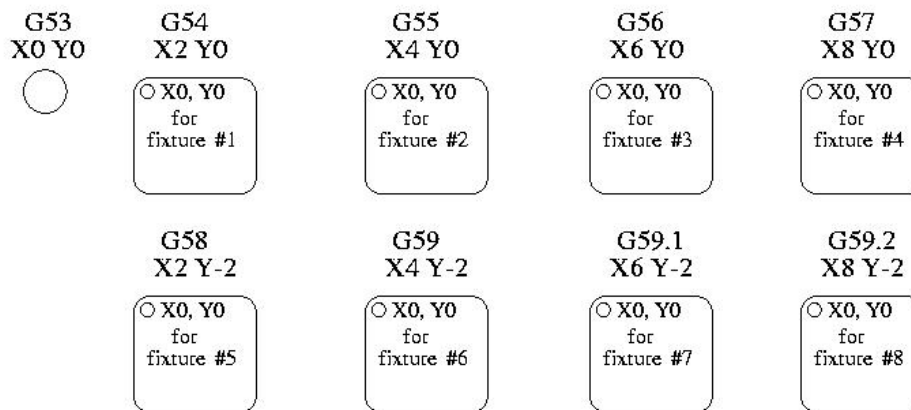 G53
X0 Y0
G54
X2 Y0
G55
X4 Y0
G56
X6 Y0
G57
X8 Y0
X0, Y0
for
fixture #1
X0, Y0
for
fixture #2
X0, Y0
for
fixture #3
X0, Y0
for
fixture #4
G58
X2 Y-2
G59
X4 Y-2
G59.1
X6 Y-2
G59.2
X8 Y-2
X0, Y0
for
fixture #5
X0, Y0
for
fixture #6
X0, Y0
for
fixture #7
X0, Y0
for
fixture #8